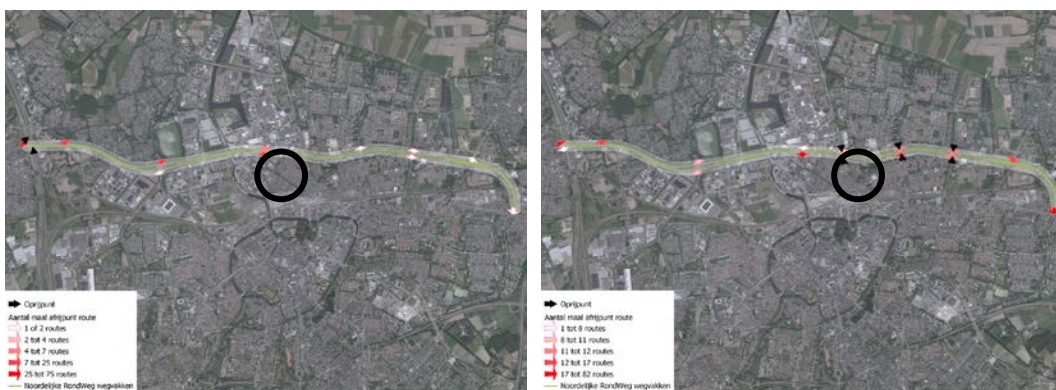 Oprijpunt
Aantal maal afrijpunt route
1 of 2 routes
2 tot 4 routes
4 tot 7 routes
7 tot 25 routes
25 tot 75 routes
Noordelijke RondWeg wegvakken
Oprijpunt
Aantal maal afrijpunt route
1 tot 8 routes
8 tot 11 routes
11 tot 12 routes
12 tot 17 routes
17 tot 82 routes
Noordelijke RondWeg wegvakken